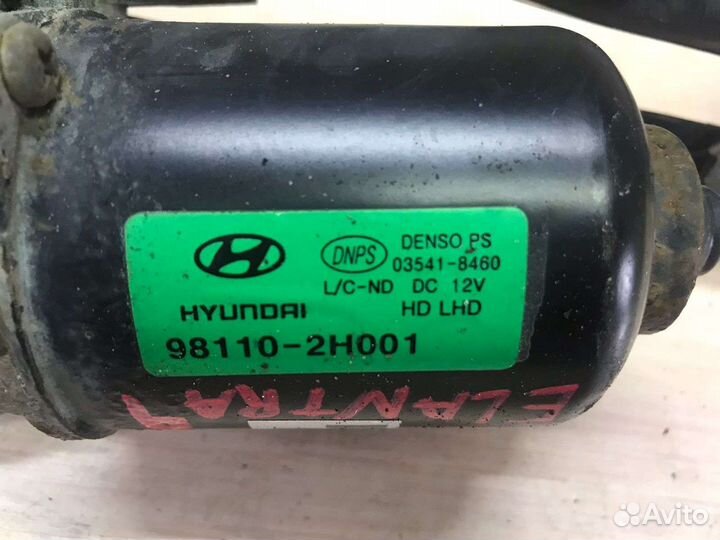 DNPS DENSO PS
03541-8460
L/C-ND DC 12V
HYUNDAI HD LHD
98110-2H001
ELANTRA
Avito